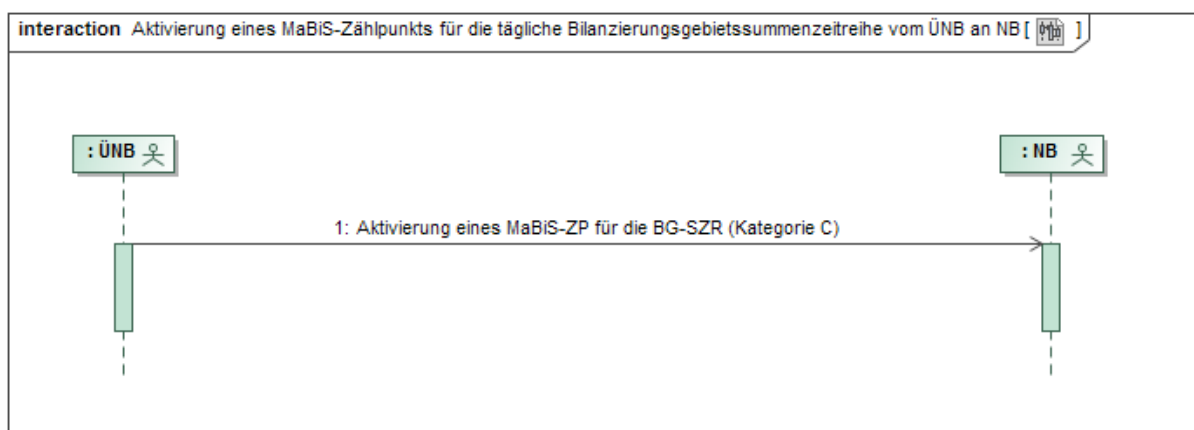 interaction Aktivierung eines MaBiS-Zählpunkts für die tägliche Bilanzierungsgebietssummenzeitreihe vom ÜNB an NB [ ]
: ÜNB
: NB
1: Aktivierung eines MaBiS-ZP für die BG-SZR (Kategorie C)